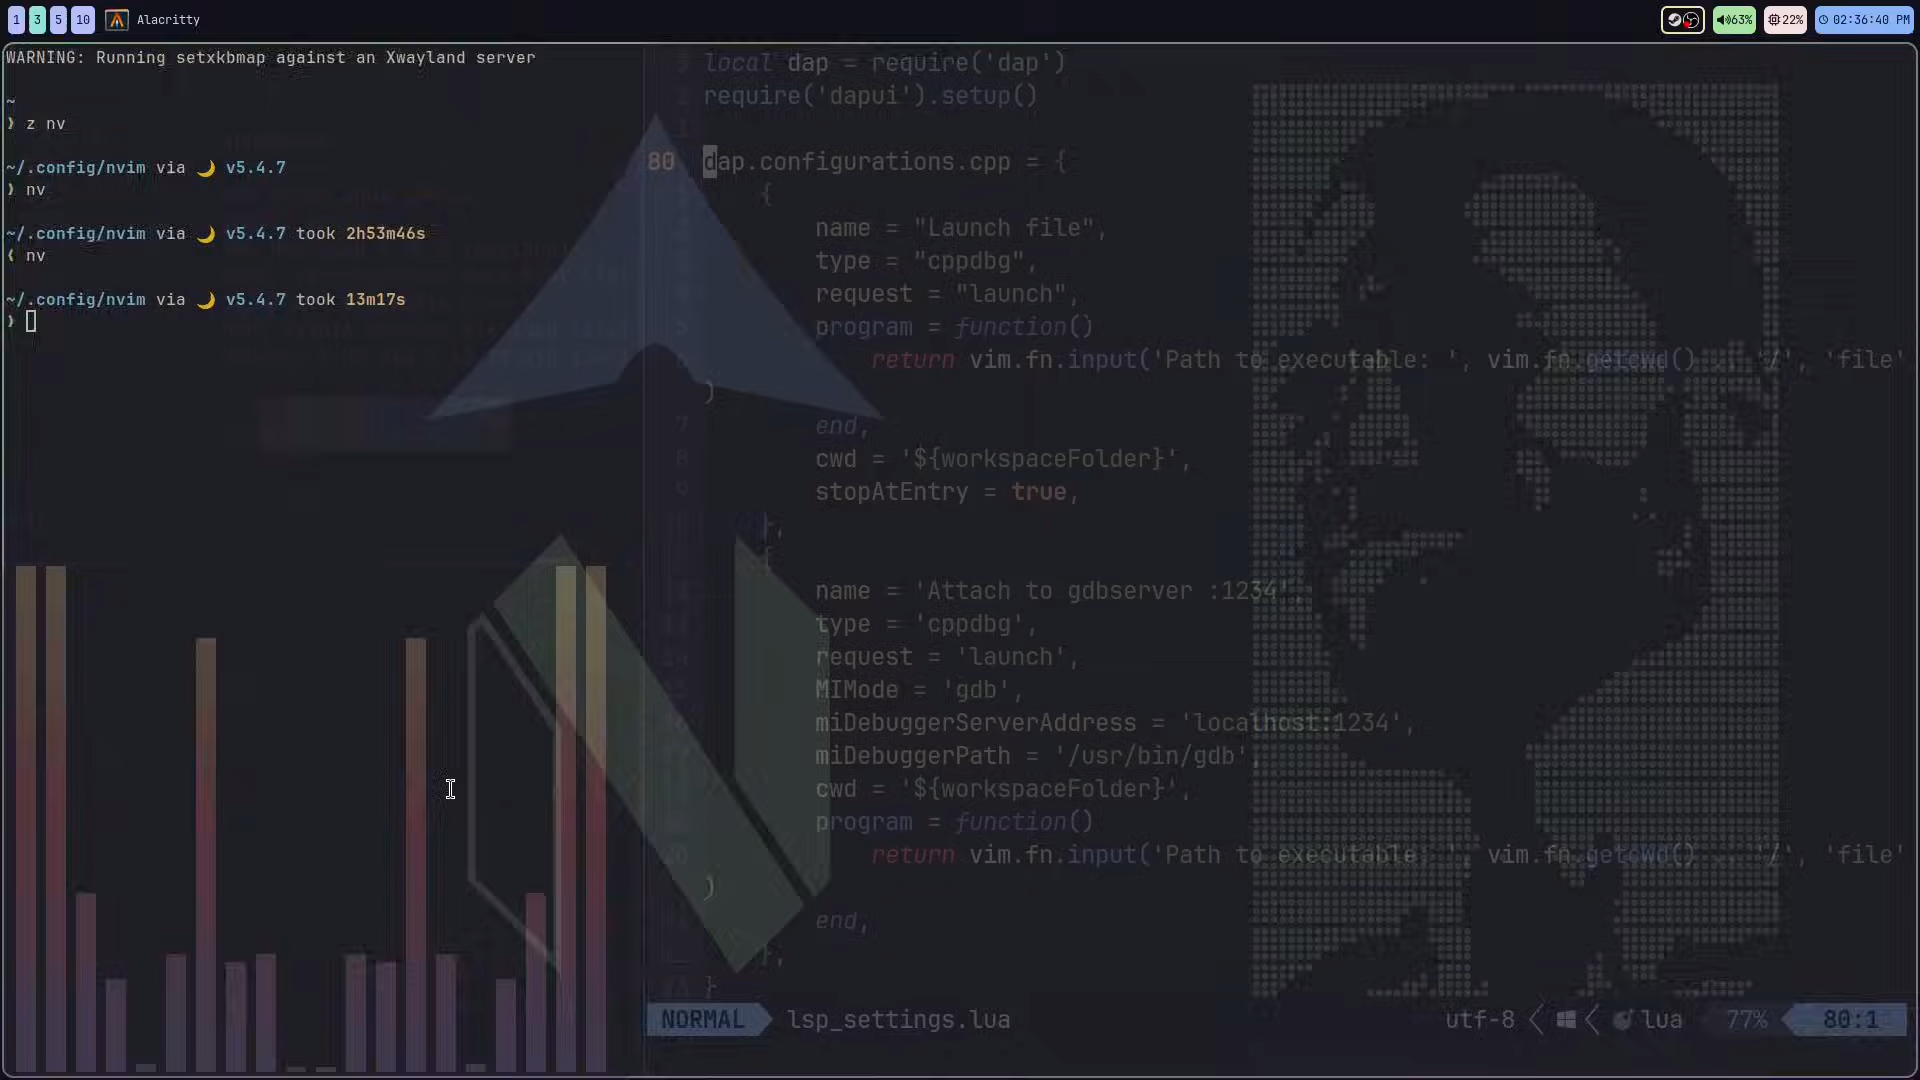 1 3 5 10 Alacritty 63% 22% 02:36:40 PM
WARNING: Running setxkbmap against an Xwayland server
~
❯ z nv
~/.config/nvim via 🌙 v5.4.7
❯ nv
~/.config/nvim via 🌙 v5.4.7 took 2h53m46s
❮ nv
~/.config/nvim via 🌙 v5.4.7 took 13m17s
❯
local dap = require('dap')
require('dapui').setup()
80 dap.configurations.cpp = {
{
name = "Launch file",
type = "cppdbg",
request = "launch",
program = function()
return vim.fn.input('Path to executable: ', vim.fn.getcwd() .. '/', 'file'
)
7 end,
8 cwd = '${workspaceFolder}',
9 stopAtEntry = true,
},
{
name = 'Attach to gdbserver :1234',
type = 'cppdbg',
request = 'launch',
MIMode = 'gdb',
miDebuggerServerAddress = 'localhost:1234',
miDebuggerPath = '/usr/bin/gdb',
cwd = '${workspaceFolder}',
program = function()
return vim.fn.input('Path to executable: ', vim.fn.getcwd() .. '/', 'file'
)
end,
},
}
NORMAL lsp_settings.lua utf-8 lua 77% 80:1